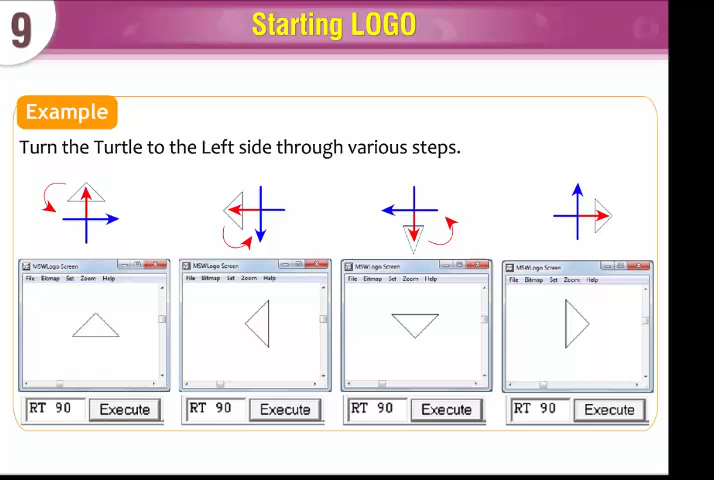 9
Starting LOGO
Example
Turn the Turtle to the Left side through various steps.
MSWLogo Screen
File Bitmap Set Zoom Help
MSWLogo Screen
File Bitmap Set Zoom Help
MSWLogo Screen
File Bitmap Set Zoom Help
MSWLogo Screen
File Bitmap Set Zoom Help
RT 90 Execute
RT 90 Execute
RT 90 Execute
RT 90 Execute